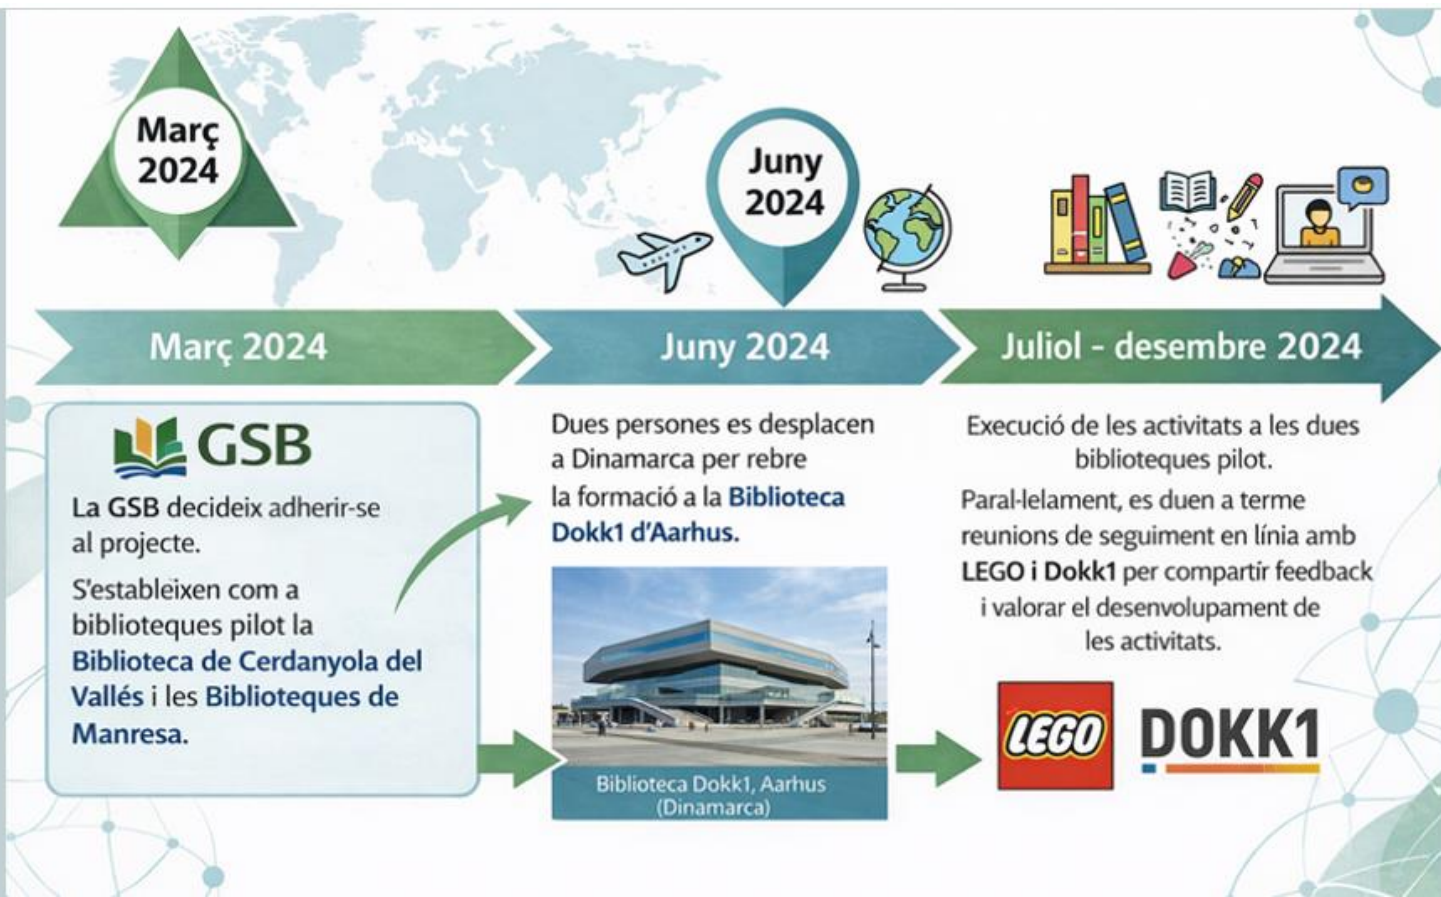 Març
2024
Juny
2024
Març 2024
Juny 2024
Juliol - desembre 2024
GSB
La GSB decideix adherir-se
al projecte.
S'estableixen com a
biblioteques pilot la
Biblioteca de Cerdanyola del
Vallés i les Biblioteques de
Manresa.
Dues persones es desplacen
a Dinamarca per rebre
la formació a la Biblioteca
Dokk1 d'Aarhus.
Biblioteca Dokk1, Aarhus
(Dinamarca)
Execució de les activitats a les dues
biblioteques pilot.
Paral-lelament, es duen a terme
reunions de seguiment en línia amb
LEGO i Dokk1 per compartír feedback
i valorar el desenvolupament de
les activitats.
LEGO
DOKK1